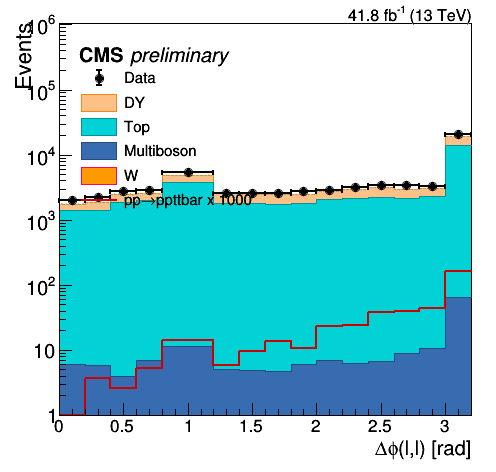 41.8 fb⁻¹ (13 TeV)
Events
CMS preliminary
Data
DY
Top
Multiboson
W
pp→ppttbar x 1000
10⁶
10⁵
10⁴
10³
10²
10
1
0 0.5 1 1.5 2 2.5 3
Δϕ(l,l) [rad]